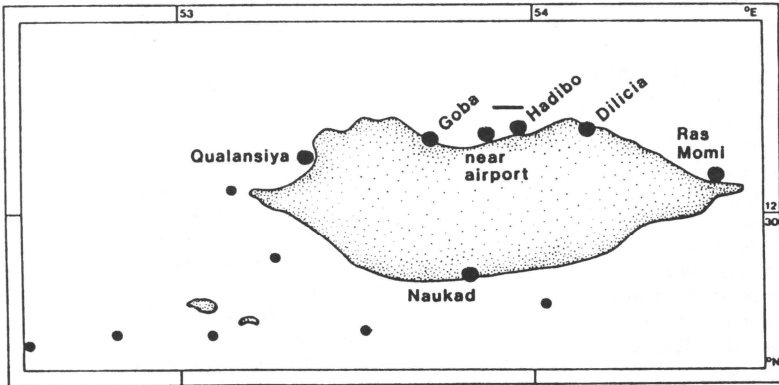 53
54
°E
Goba
Hadibo
Dilicia
Qualansiya
near
airport
Ras
Momi
12
30
Naukad
°N